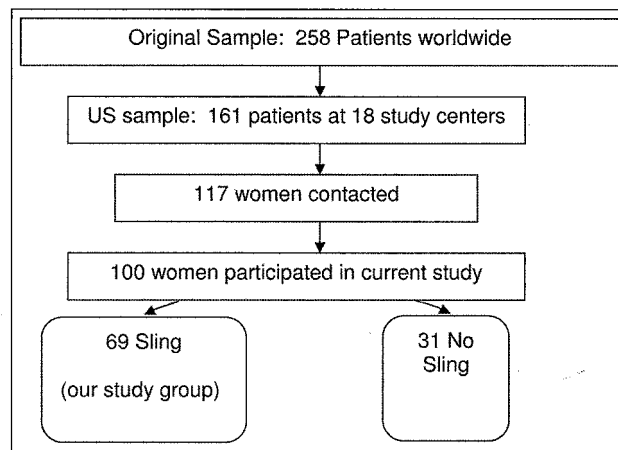 Original Sample: 258 Patients worldwide
US sample: 161 patients at 18 study centers
117 women contacted
100 women participated in current study
69 Sling
(our study group)
31 No
Sling